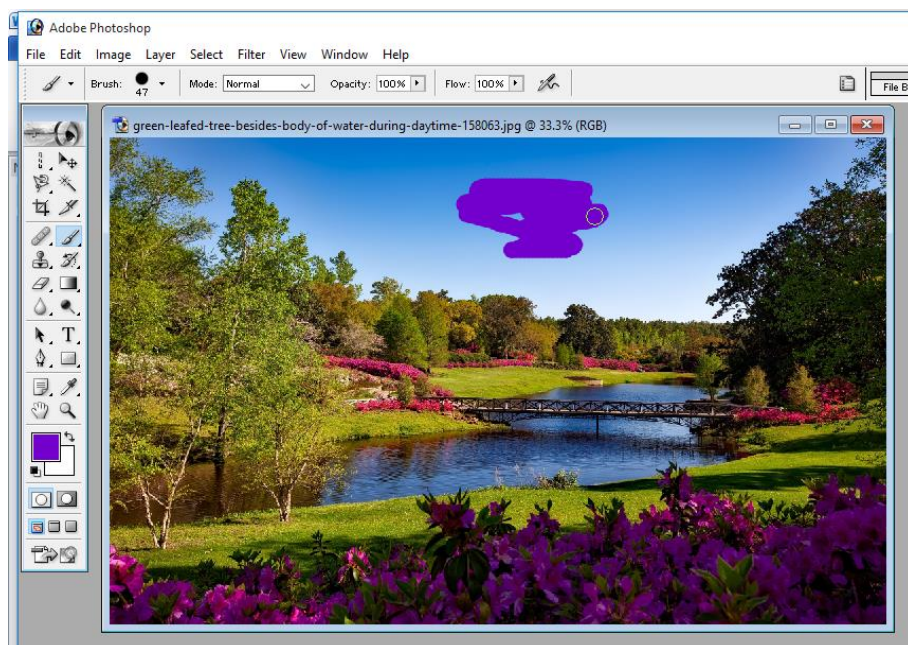 Adobe Photoshop
File Edit Image Layer Select Filter View Window Help
Brush: 47 Mode: Normal Opacity: 100% Flow: 100%
File B
green-leafed-tree-besides-body-of-water-during-daytime-158063.jpg @ 33.3% (RGB)
T